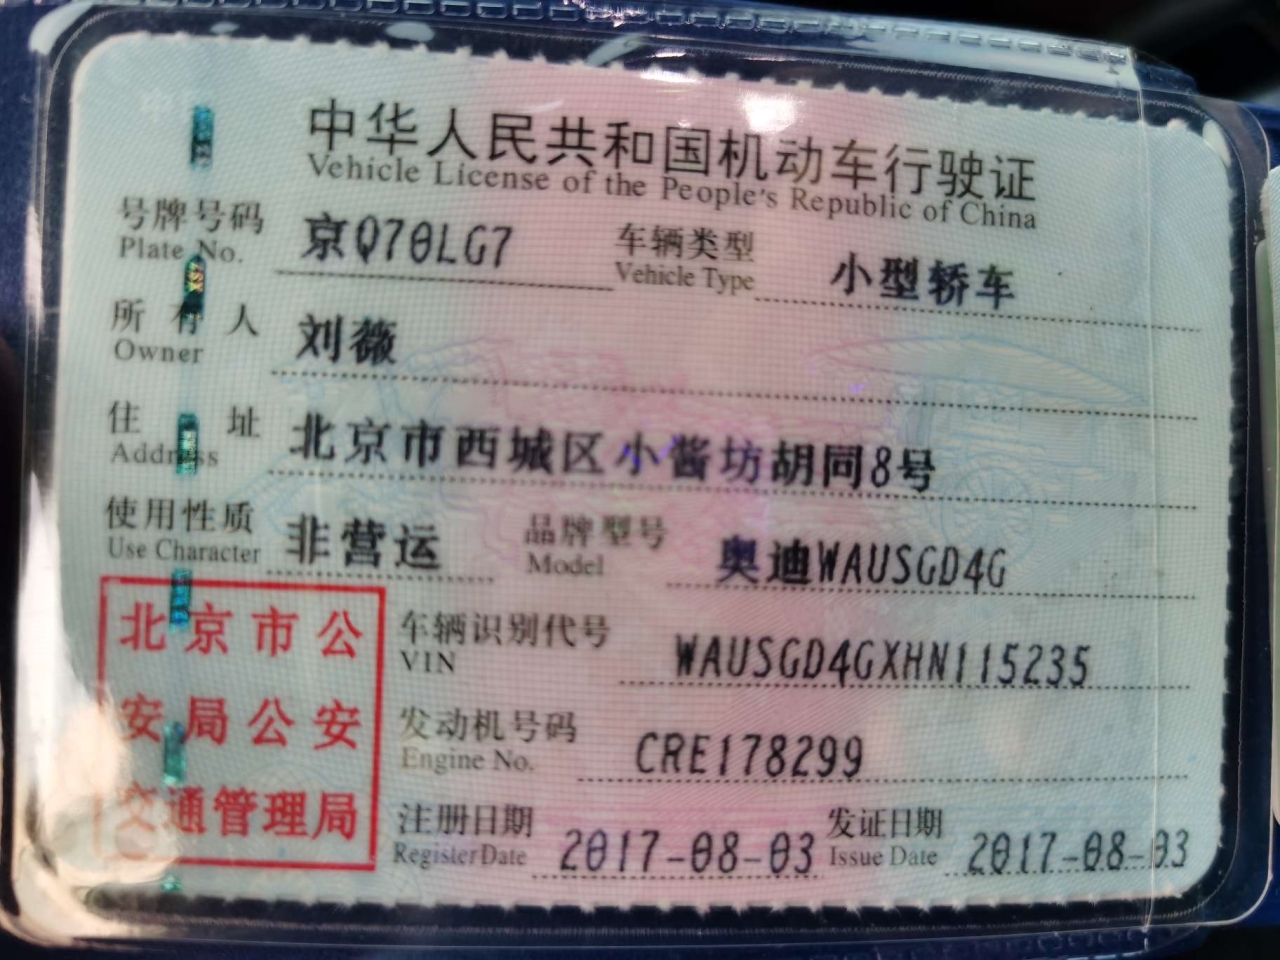 中华人民共和国机动车行驶证
Vehicle License of the People's Republic of China
号牌号码 京Q70LG7 车辆类型 小型轿车
Plate No. Vehicle Type
所有人 刘薇
Owner
住址 北京市西城区小酱坊胡同8号
Address
使用性质 非营运 品牌型号 奥迪WAUSGD4G
Use Character Model
北京市公
安局公安
交通管理局
车辆识别代号 WAUSGD4GXHN115235
VIN
发动机号码 CRE178299
Engine No.
注册日期 2017-08-03 发证日期 2017-08-03
Register Date Issue Date